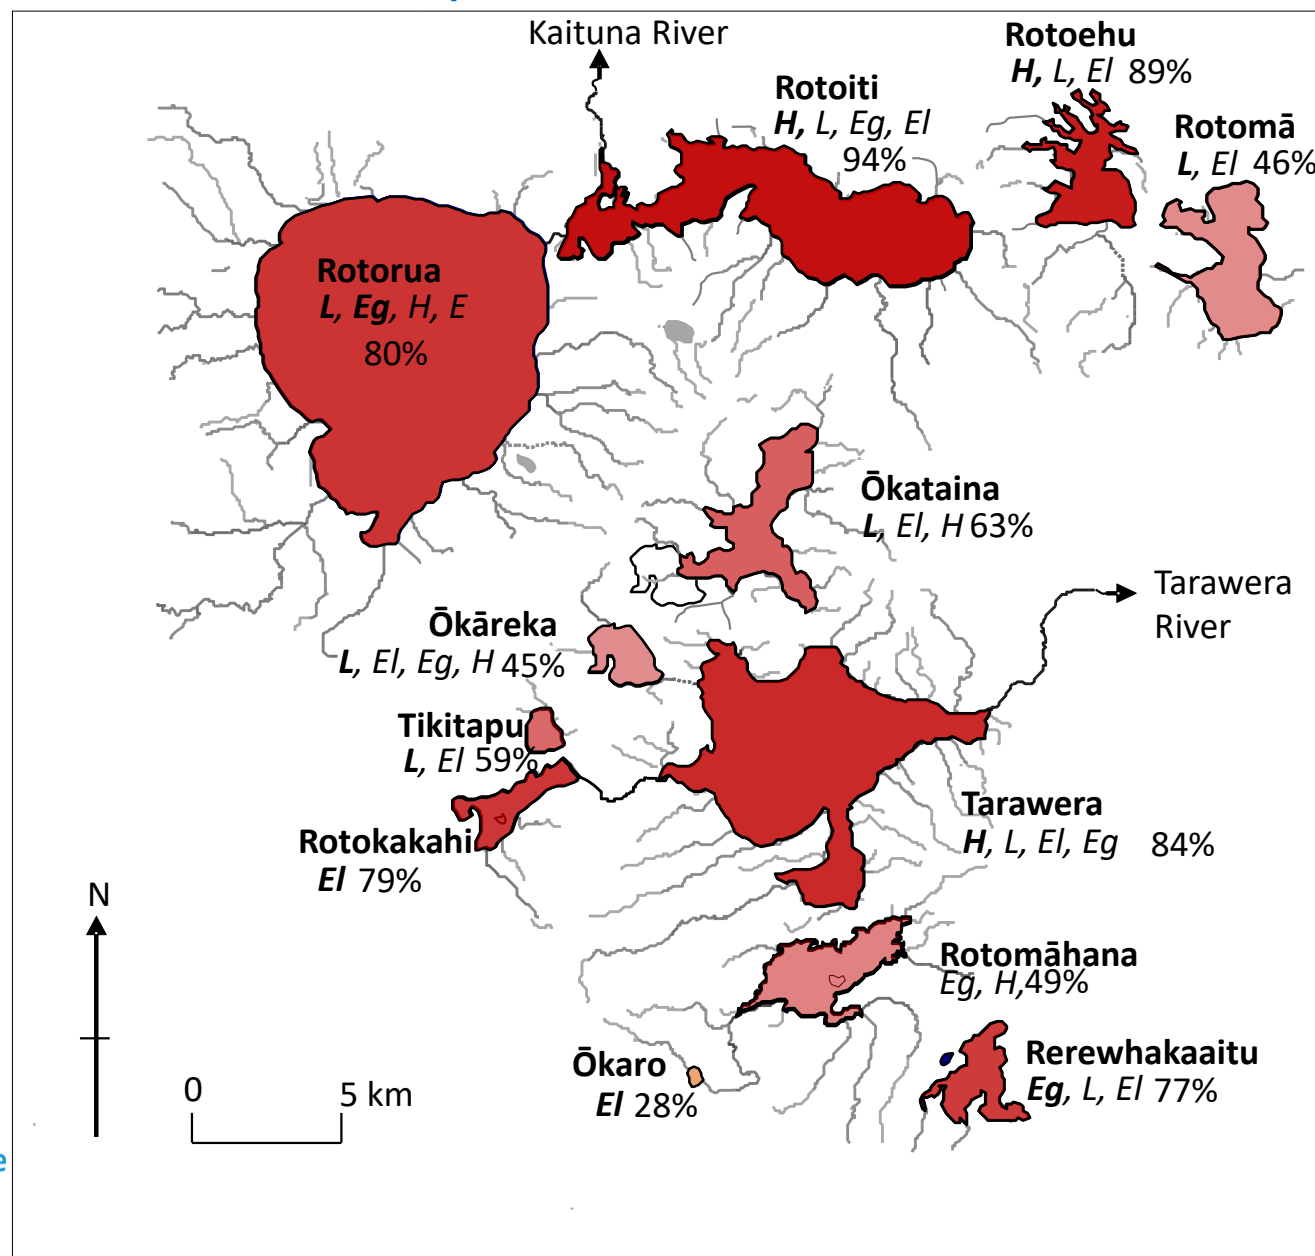 Kaituna River
Rotoehu
H, L, El 89%
Rotoiti
H, L, Eg, El
94%
Rotomā
L, El 46%
Rotorua
L, Eg, H, E
80%
Ōkataina
L, El, H 63%
Tarawera
River
Ōkāreka
L, El, Eg, H 45%
Tikitapu
L, El 59%
Tarawera
H, L, El, Eg 84%
Rotokakahi
El 79%
N
Rotomāhana
Eg, H,49%
Ōkaro
El 28%
Rerewhakaaitu
Eg, L, El 77%
0 5 km
e